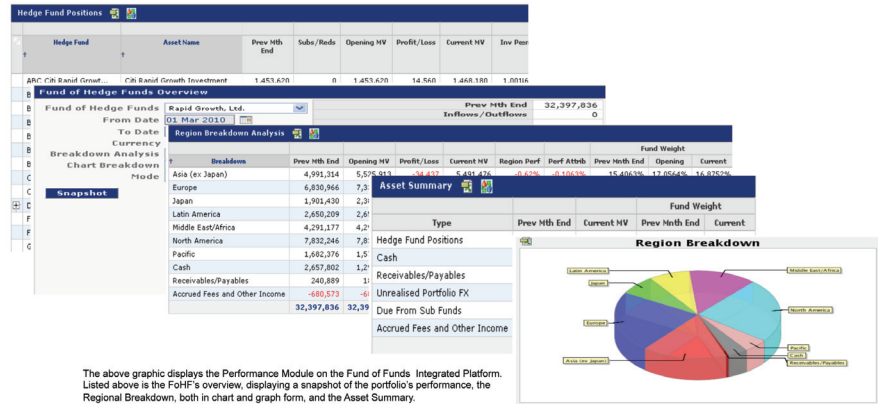 Hedge Fund Positions
Hedge Fund Asset Name Prev Mth End Subs/Reds Opening MV Profit/Loss Current MV
ABC Citi Rapid Growt... Citi Rapid Growth Investment 1,453,620 0 1,453,620 14,560 1,468,180
Fund of Hedge Funds Overview
Fund of Hedge Funds Rapid Growth, Ltd.
From Date 01 Mar 2010
To Date
Currency
Breakdown Analysis
Chart Breakdown
Mode
Snapshot
Prev Mth End 32,397,836
Inflows/Outflows 0
Region Breakdown Analysis
Fund Weight
Breakdown Prev Mth End Opening MV Profit/Loss Current MV Region Perf Perf Attrib Prev Mnth End Opening Current
Asia (ex Japan) 4,991,314 5,525,913 -34,437 5,491,476 -0.62% -0.1063% 15.4063% 17.0564% 16.8752%
Europe 6,830,966
Japan 1,901,430
Latin America 2,650,209
Middle East/Africa 4,291,177
North America 7,832,246
Pacific 1,682,376
Cash 2,657,802
Receivables/Payables 240,889
Accrued Fees and Other Income -680,573
32,397,836
Asset Summary
Fund Weight
Type Prev Mth End Current MV Prev Mnth End Current
Hedge Fund Positions
Cash
Receivables/Payables
Unrealised Portfolio FX
Due From Sub Funds
Accrued Fees and Other Income
Region Breakdown
Latin America
Middle East/Africa
Japan
North America
Europe
Pacific
Cash
Receivables/Payables
Asia (ex Japan)
The above graphic displays the Performance Module on the Fund of Funds Integrated Platform.
Listed above is the FoHF's overview, displaying a snapshot of the portfolio's performance, the
Regional Breakdown, both in chart and graph form, and the Asset Summary.